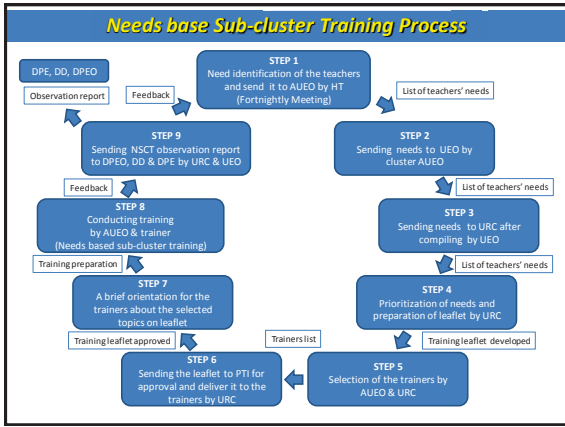 Needs base Sub-cluster Training Process
STEP 1
Need identification of the teachers
and send it to AUEO by HT
(Fortnightly Meeting)
List of teachers' needs
STEP 2
Sending needs to UEO by
cluster AUEO
List of teachers' needs
STEP 3
Sending needs to URC after
compiling by UEO
List of teachers' needs
STEP 4
Prioritization of needs and
preparation of leaflet by URC
Training leaflet developed
STEP 5
Selection of the trainers by
AUEO & URC
Trainers list
STEP 6
Sending the leaflet to PTI for
approval and deliver it to the
trainers by URC
Training leaflet approved
STEP 7
A brief orientation for the
trainers about the selected
topics on leaflet
Training preparation
STEP 8
Conducting training
by AUEO & trainer
(Needs based sub-cluster training)
Feedback
STEP 9
Sending NSCT observation report
to DPEO, DD & DPE by URC & UEO
Feedback
Observation report
DPE, DD, DPEO